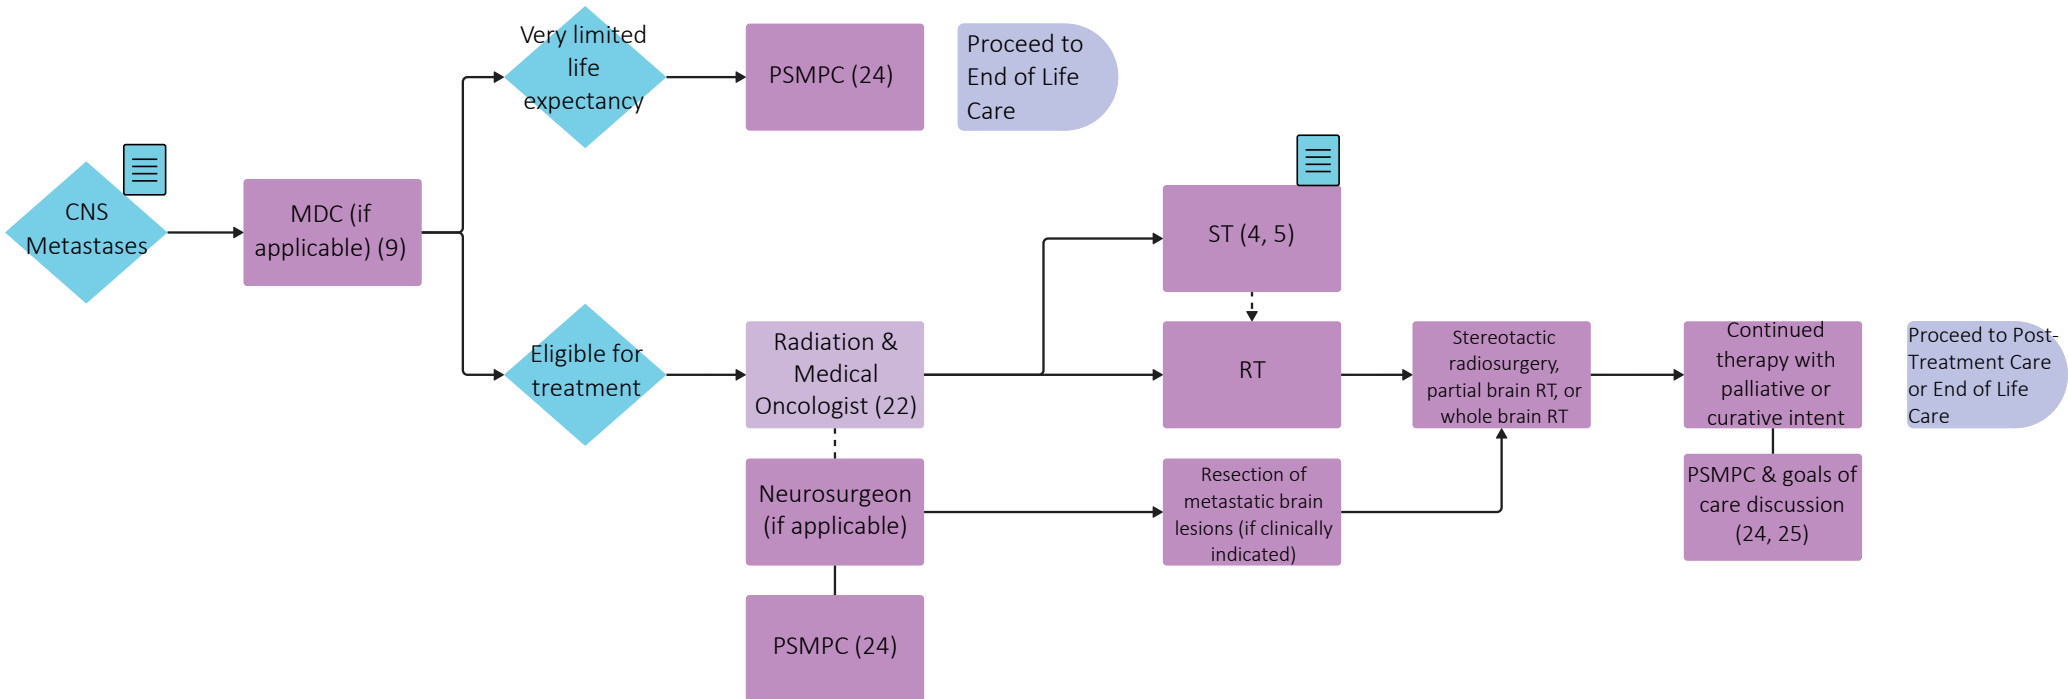 Very limited
life
expectancy
PSMPC (24)
Proceed to
End of Life
Care
CNS
Metastases
MDC (if
applicable) (9)
ST (4, 5)
Eligible for
treatment
Radiation &
Medical
Oncologist (22)
RT
Stereotactic
radiosurgery,
partial brain RT, or
whole brain RT
Continued
therapy with
palliative or
curative intent
Proceed to Post-
Treatment Care
or End of Life
Care
Neurosurgeon
(if applicable)
Resection of
metastatic brain
lesions (if clinically
indicated)
PSMPC & goals of
care discussion
(24, 25)
PSMPC (24)